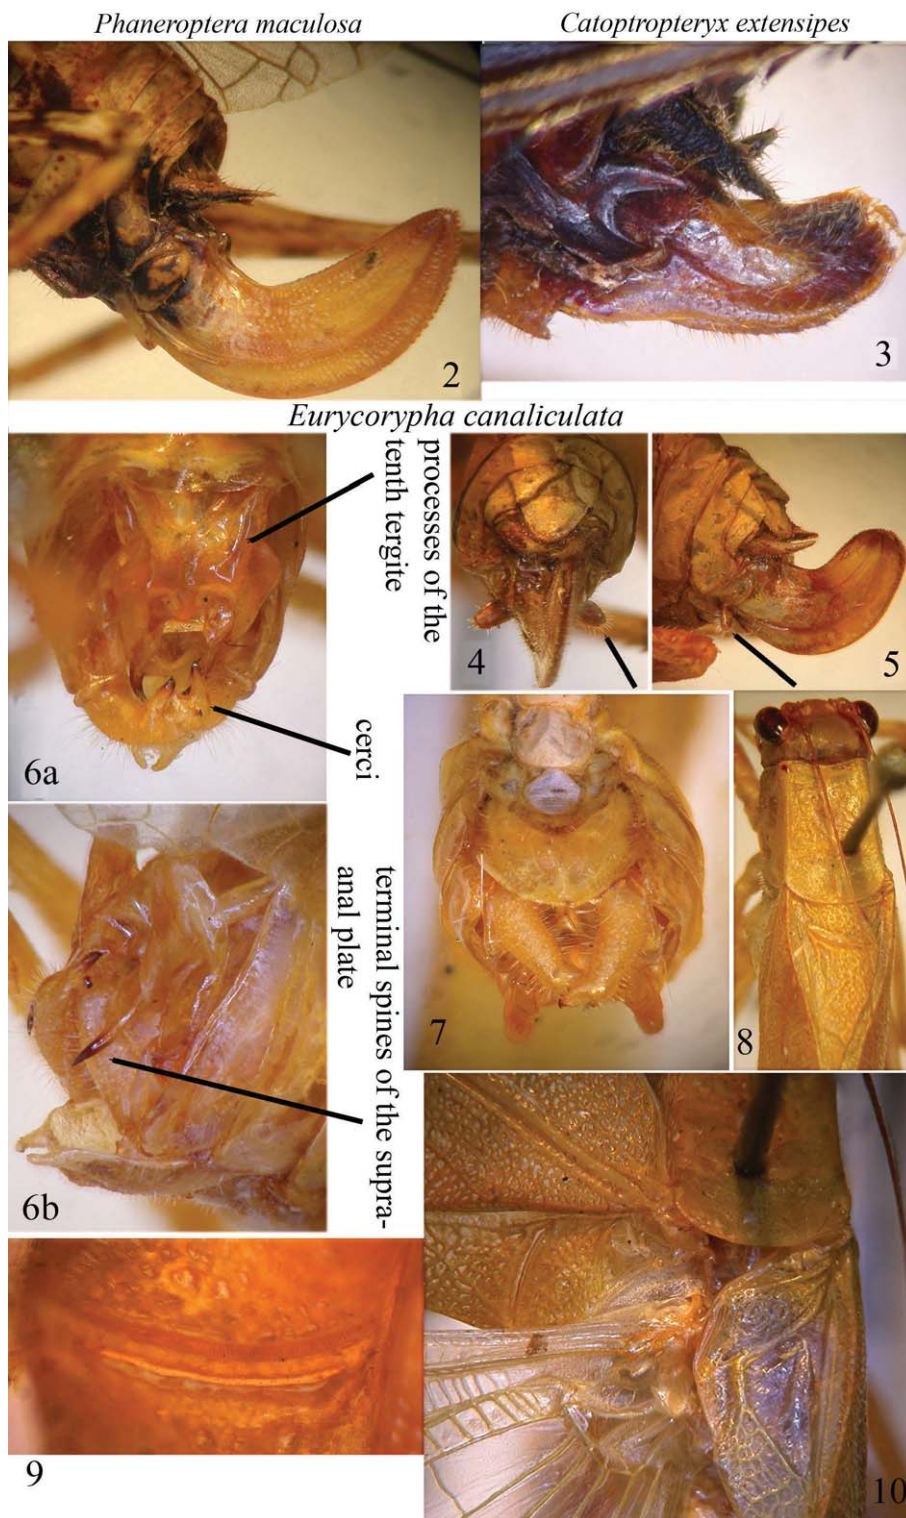 Phaneroptera maculosa
Catoptropteryx extensipes
2
3
Eurycorypha canaliculata
processes of the
tenth tergite
4
5
6a
cerci
7
8
terminal spines of the supra-
anal plate
6b
9
10